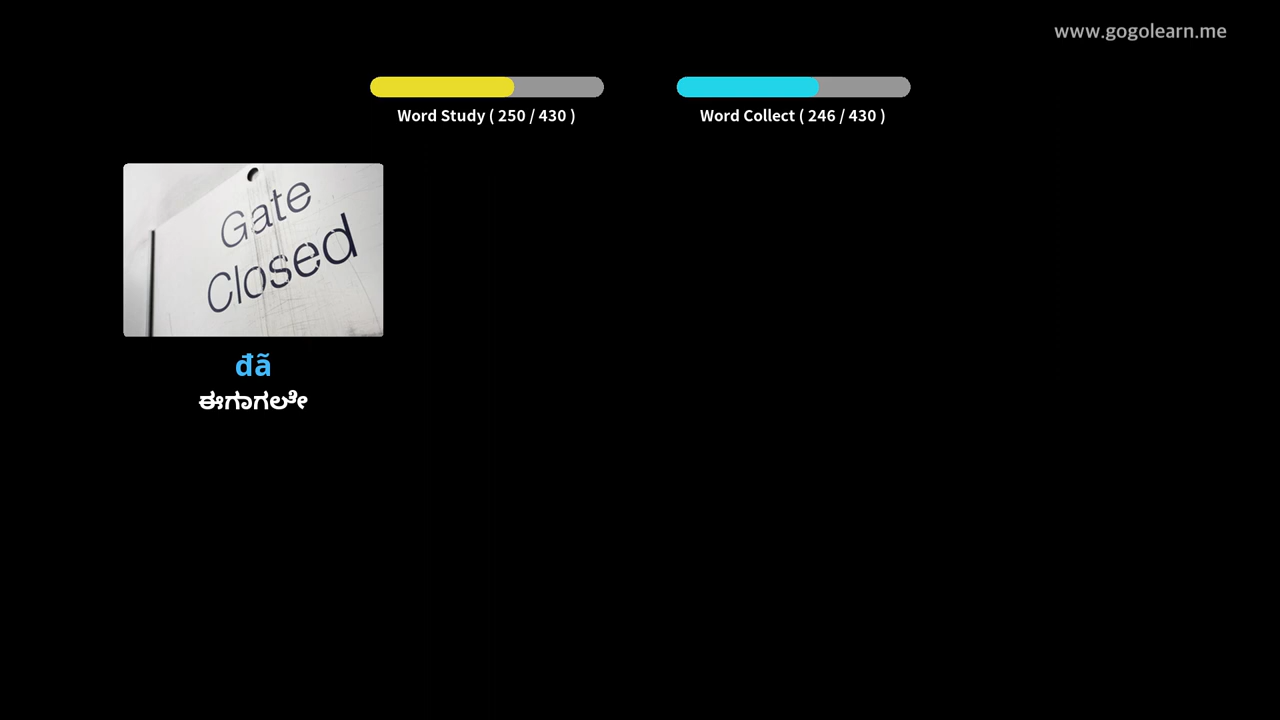 www.gogolearn.me
Word Study ( 250 / 430 )
Word Collect ( 246 / 430 )
Gate
Closed
đã
ಈಗಾಗಲೇ